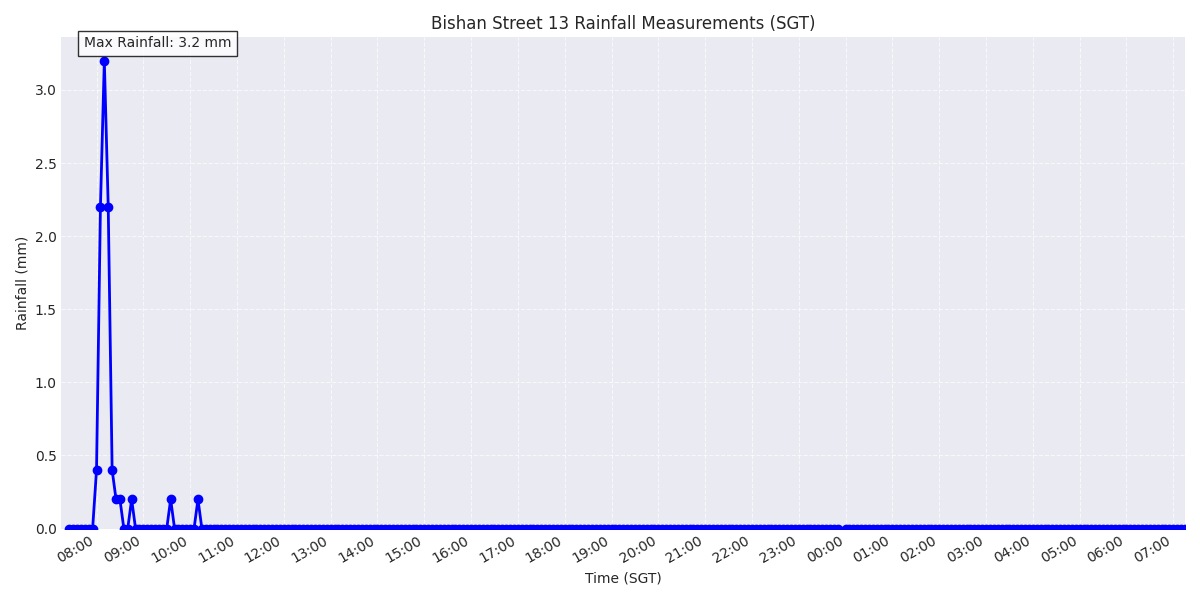 Bishan Street 13 Rainfall Measurements (SGT)
Max Rainfall: 3.2 mm
3.0
2.5
2.0
1.5
1.0
0.5
0.0
Rainfall (mm)
08:00 09:00 10:00 11:00 12:00 13:00 14:00 15:00 16:00 17:00 18:00 19:00 20:00 21:00 22:00 23:00 00:00 01:00 02:00 03:00 04:00 05:00 06:00 07:00
Time (SGT)